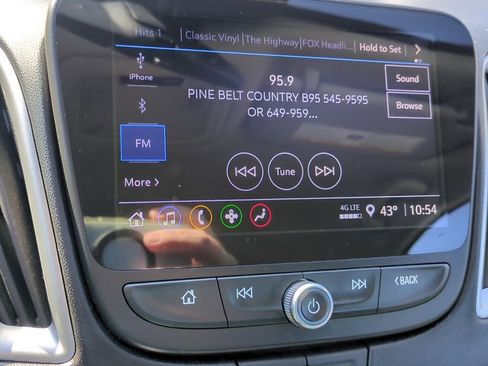 Hits 1 | Classic Vinyl | The Highway | FOX Headli... Hold to Set
iPhone
FM
More >
95.9
PINE BELT COUNTRY B95 545-9595
OR 649-959...
Sound
Browse
Tune
4G LTE 43° 10:54
<BACK